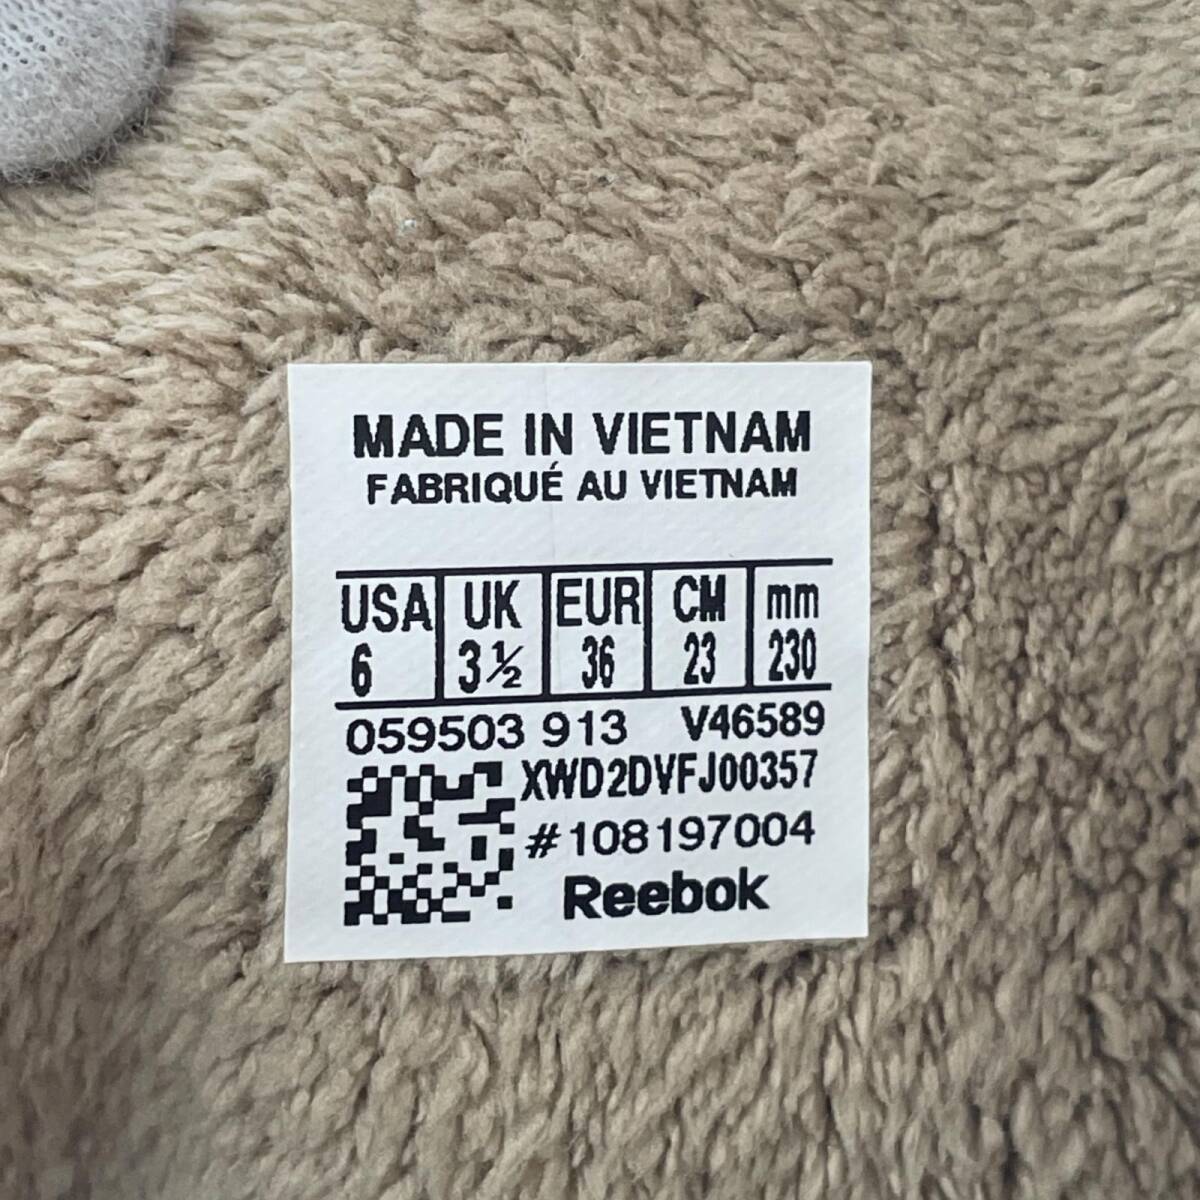 MADE IN VIETNAM
FABRIQUÉ AU VIETNAM
USA UK EUR CM mm
6 3½ 36 23 230
059503 913 V46589
XWD2DVFJ00357
#108197004
Reebok